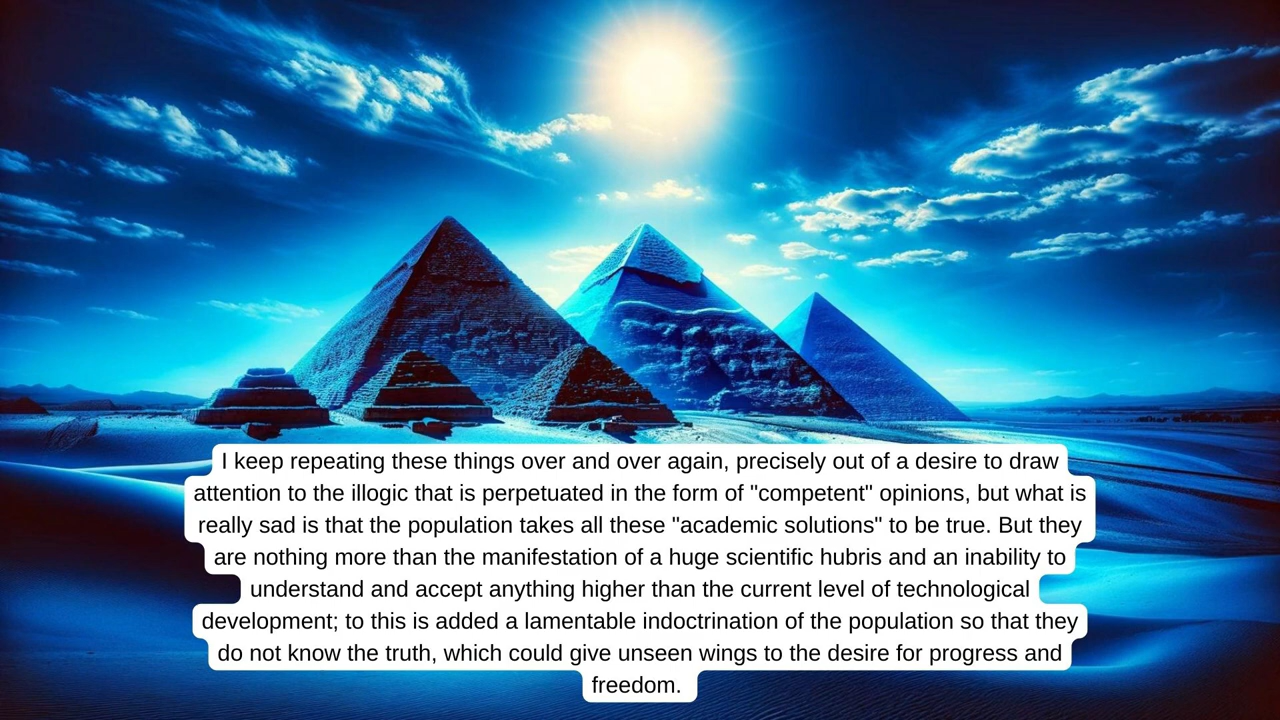 I keep repeating these things over and over again, precisely out of a desire to draw
attention to the illogic that is perpetuated in the form of "competent" opinions, but what is
really sad is that the population takes all these "academic solutions" to be true. But they
are nothing more than the manifestation of a huge scientific hubris and an inability to
understand and accept anything higher than the current level of technological
development; to this is added a lamentable indoctrination of the population so that they
do not know the truth, which could give unseen wings to the desire for progress and
freedom.